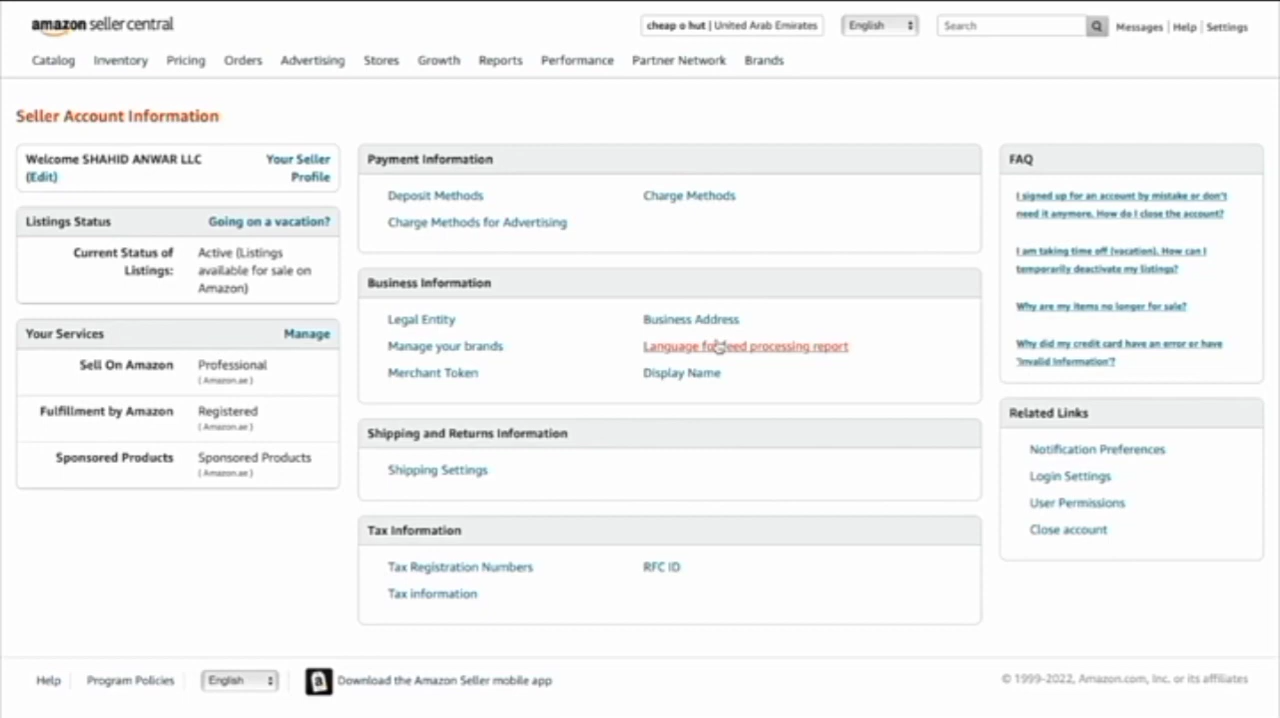 amazon seller central
cheap o hut | United Arab Emirates
English
Search
Messages | Help | Settings
Catalog Inventory Pricing Orders Advertising Stores Growth Reports Performance Partner Network Brands
Seller Account Information
Welcome SHAHID ANWAR LLC
(Edit)
Your Seller
Profile
Listings Status Going on a vacation?
Current Status of
Listings:
Active (Listings
available for sale on
Amazon)
Your Services Manage
Sell On Amazon Professional
( Amazon.ae )
Fulfillment by Amazon Registered
( Amazon.ae )
Sponsored Products Sponsored Products
( Amazon.ae )
Payment Information
Deposit Methods Charge Methods
Charge Methods for Advertising
Business Information
Legal Entity Business Address
Manage your brands Language for feed processing report
Merchant Token Display Name
Shipping and Returns Information
Shipping Settings
Tax Information
Tax Registration Numbers RFC ID
Tax information
FAQ
I signed up for an account by mistake or don't
need it anymore. How do I close the account?
I am taking time off (vacation). How can I
temporarily deactivate my listings?
Why are my items no longer for sale?
Why did my credit card have an error or have
'Invalid Information'?
Related Links
Notification Preferences
Login Settings
User Permissions
Close account
Help Program Policies English Download the Amazon Seller mobile app © 1999-2022, Amazon.com, Inc. or its affiliates